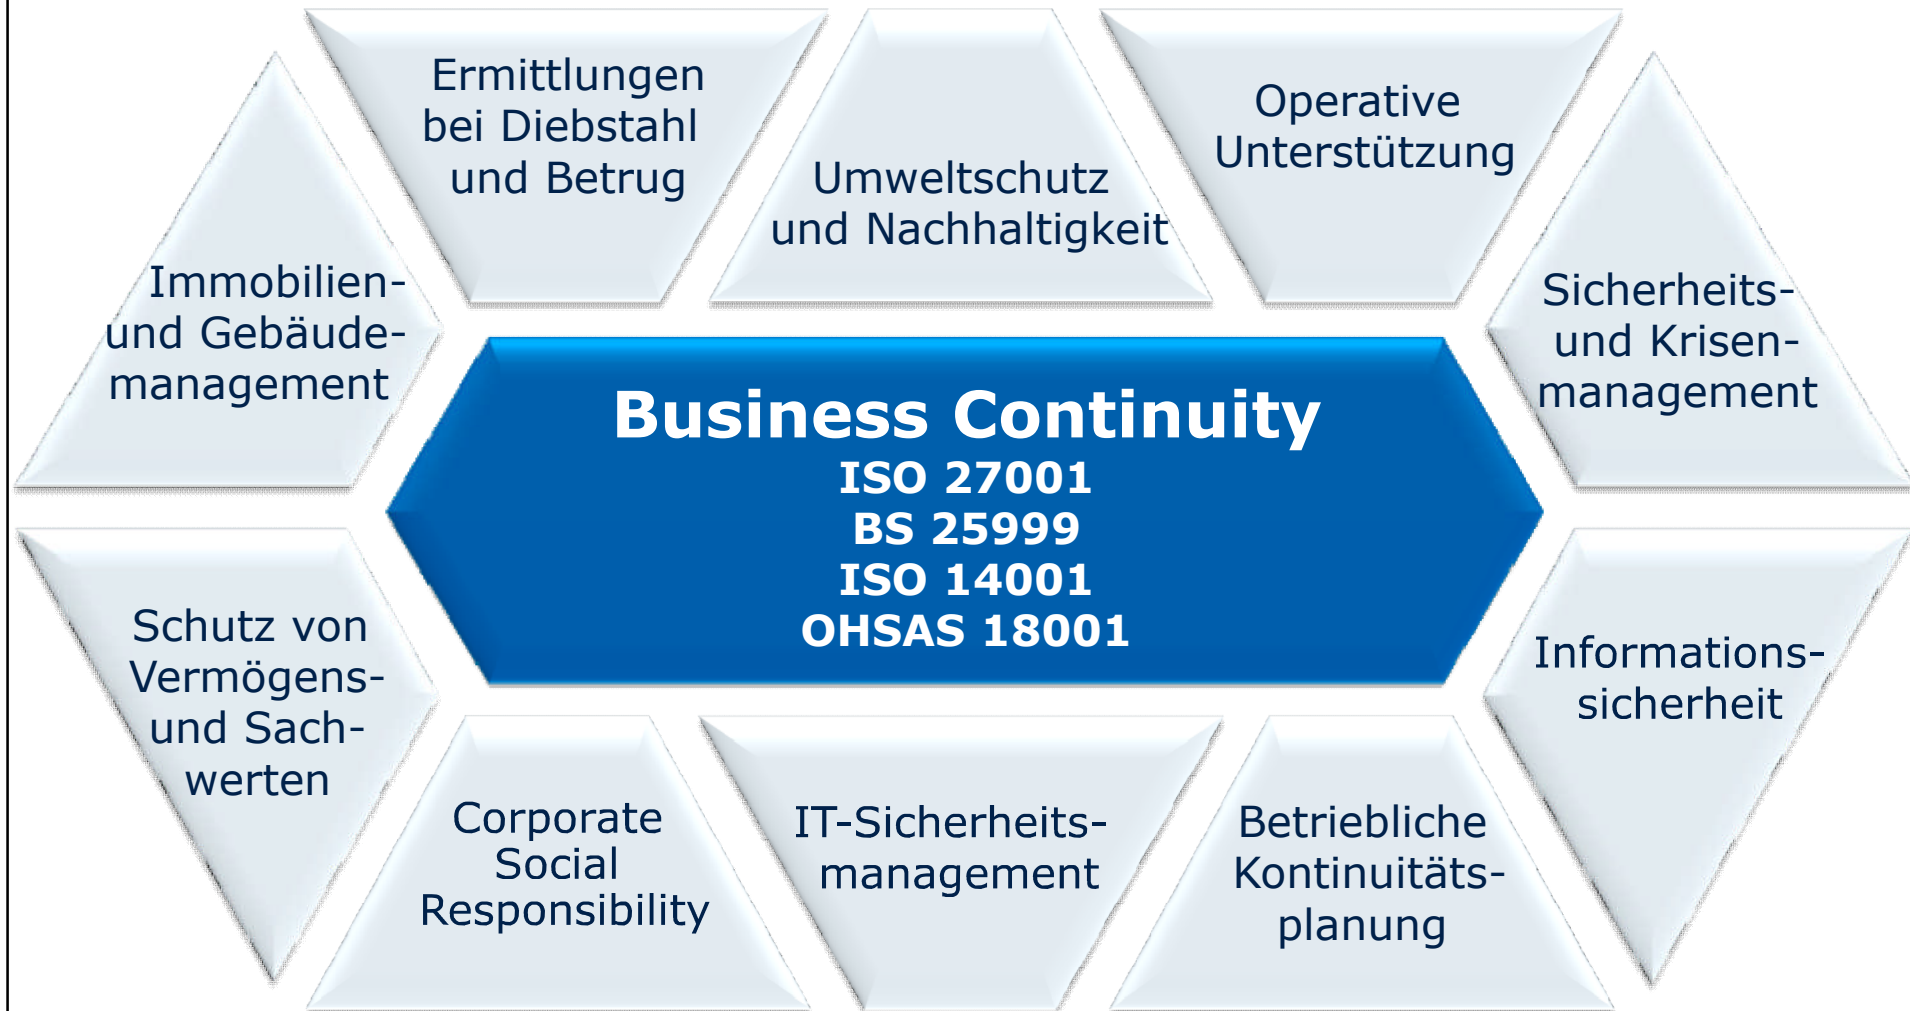 Ermittlungen
bei Diebstahl
und Betrug
Umweltschutz
und Nachhaltigkeit
Operative
Unterstützung
Immobilien-
und Gebäude-
management
Sicherheits-
und Krisen-
management
Business Continuity
ISO 27001
BS 25999
ISO 14001
OHSAS 18001
Schutz von
Vermögens-
und Sach-
werten
Informations-
sicherheit
Corporate
Social
Responsibility
IT-Sicherheits-
management
Betriebliche
Kontinuitäts-
planung